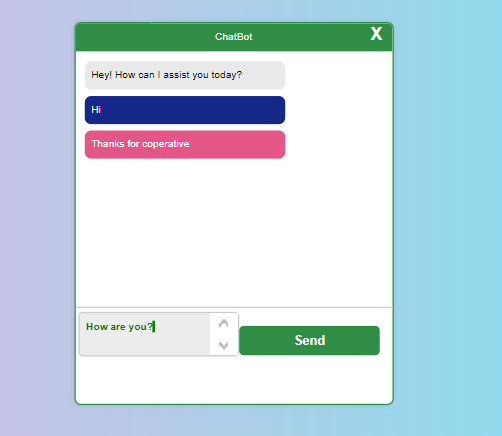 ChatBot
X
Hey! How can I assist you today?
Hi
Thanks for coperative
How are you?
Send